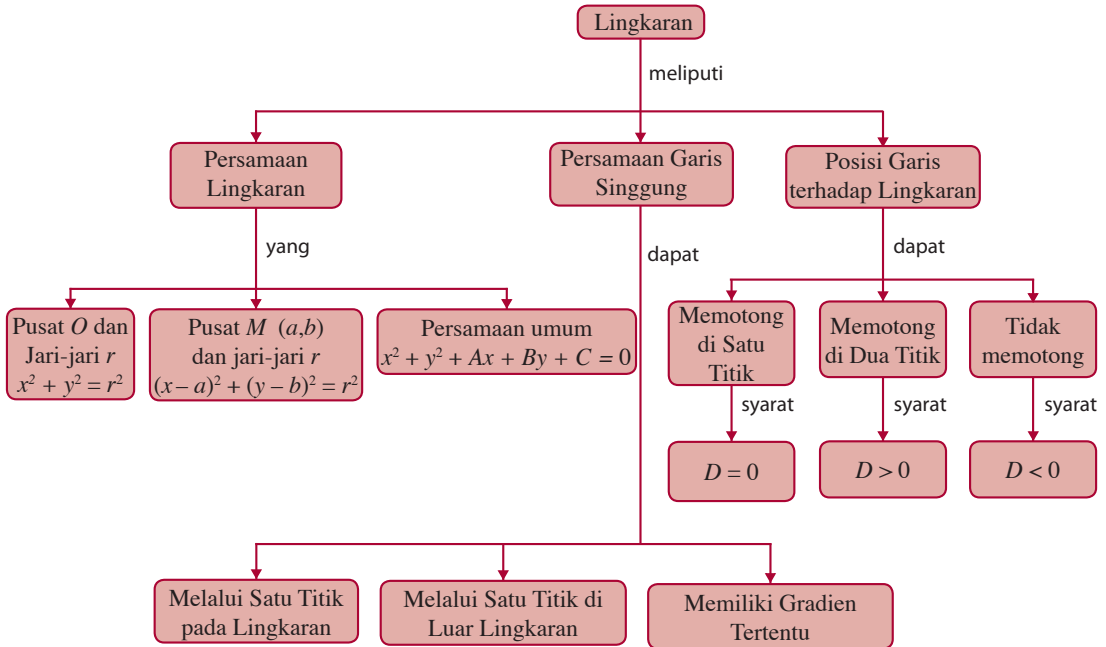 Lingkaran
meliputi
Persamaan
Lingkaran
Persamaan Garis
Singgung
Posisi Garis
terhadap Lingkaran
yang
dapat
dapat
Pusat O dan
Jari-jari r
x² + y² = r²
Pusat M (a,b)
dan jari-jari r
(x – a)² + (y – b)² = r²
Persamaan umum
x² + y² + Ax + By + C = 0
Memotong
di Satu
Titik
Memotong
di Dua Titik
Tidak
memotong
syarat
syarat
syarat
D = 0
D > 0
D < 0
Melalui Satu Titik
pada Lingkaran
Melalui Satu Titik di
Luar Lingkaran
Memiliki Gradien
Tertentu